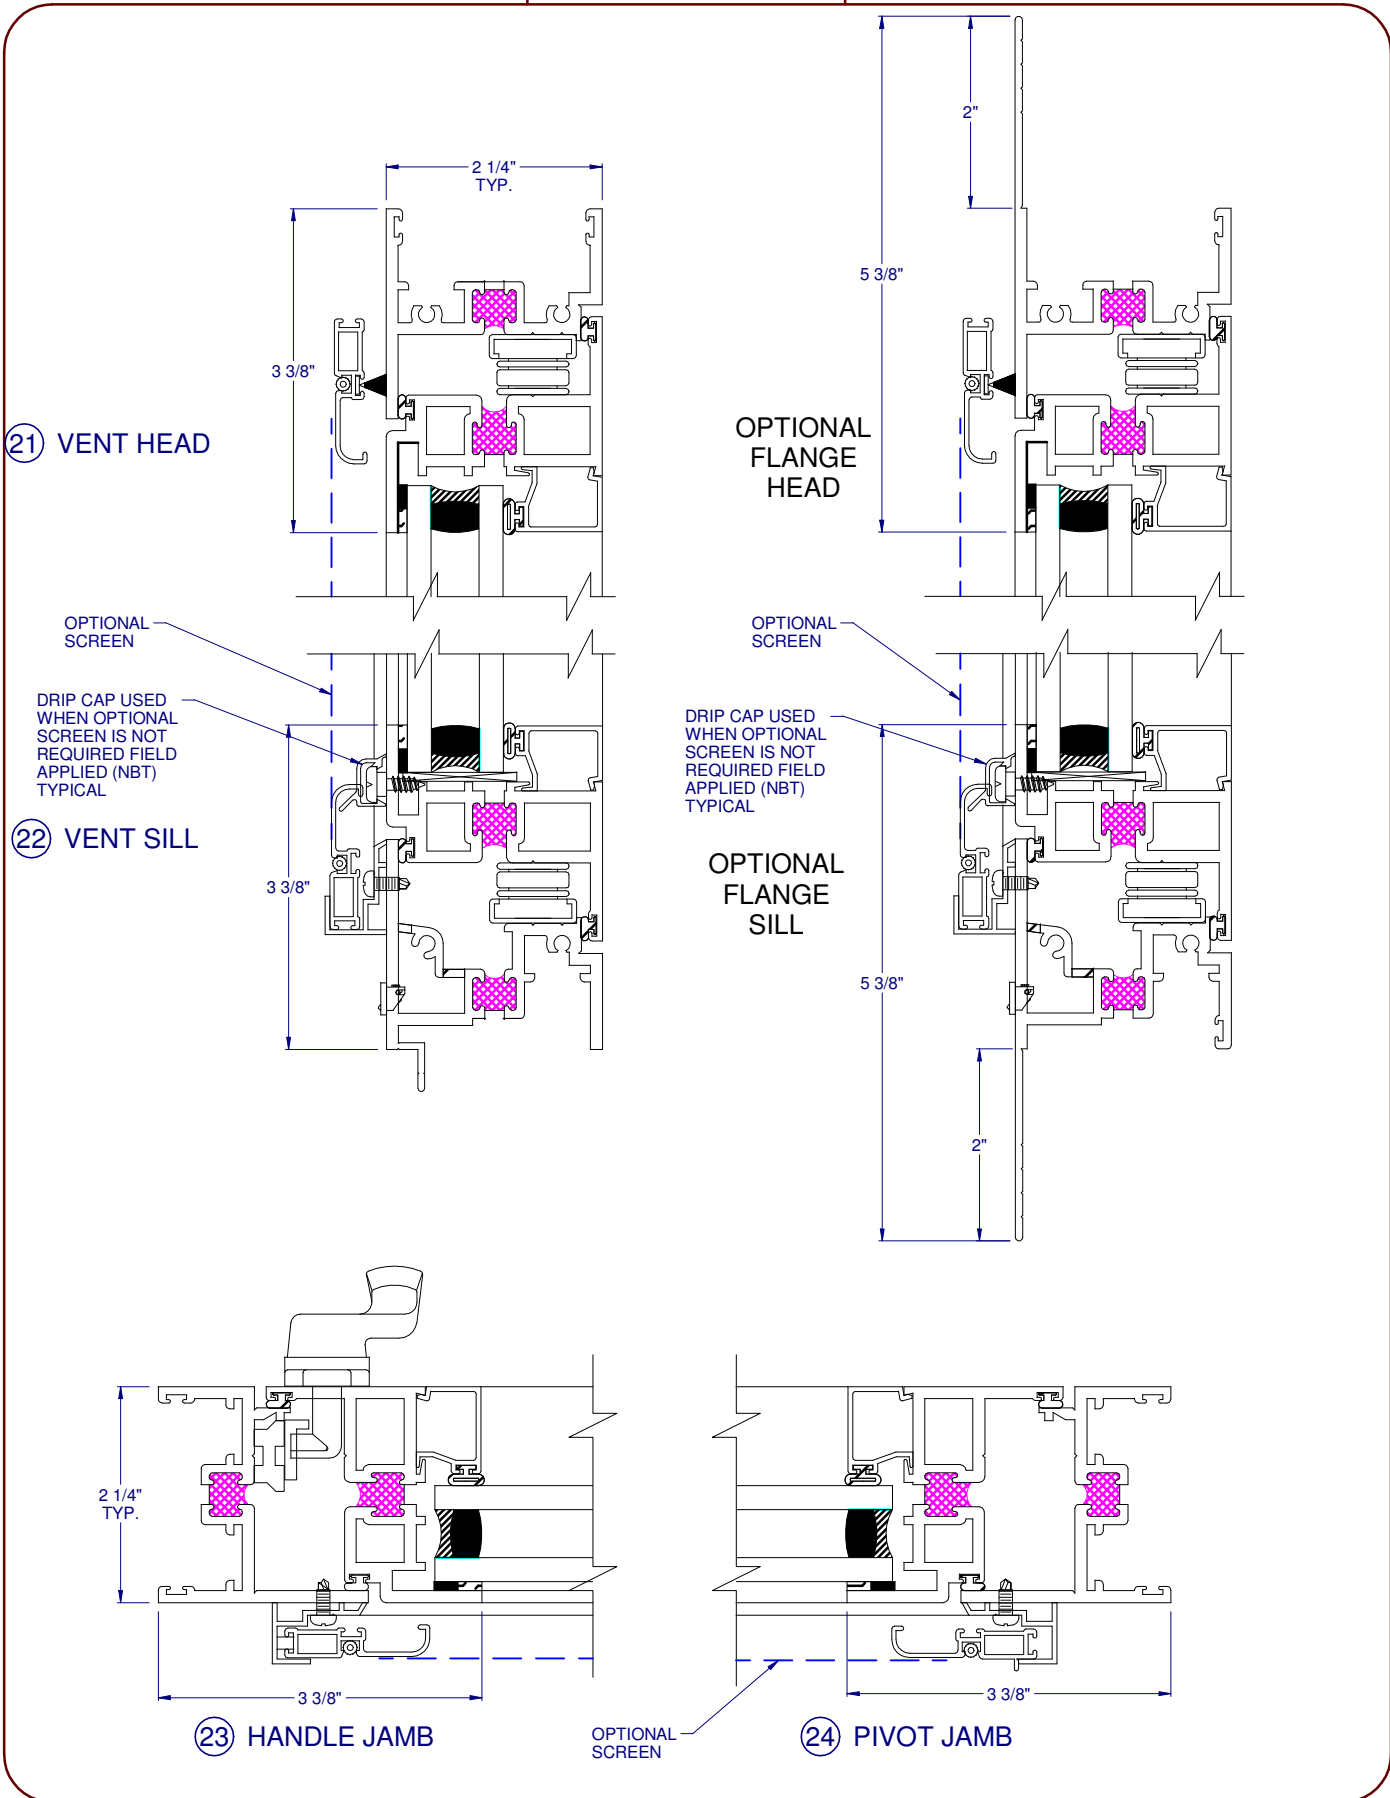 2"
2 1/4"
TYP.
5 3/8"
3 3/8"
21 VENT HEAD
OPTIONAL
FLANGE
HEAD
OPTIONAL
SCREEN
OPTIONAL
SCREEN
DRIP CAP USED
WHEN OPTIONAL
SCREEN IS NOT
REQUIRED FIELD
APPLIED (NBT)
TYPICAL
DRIP CAP USED
WHEN OPTIONAL
SCREEN IS NOT
REQUIRED FIELD
APPLIED (NBT)
TYPICAL
22 VENT SILL
3 3/8"
OPTIONAL
FLANGE
SILL
5 3/8"
2"
2 1/4"
TYP.
3 3/8"
3 3/8"
23 HANDLE JAMB
OPTIONAL
SCREEN
24 PIVOT JAMB